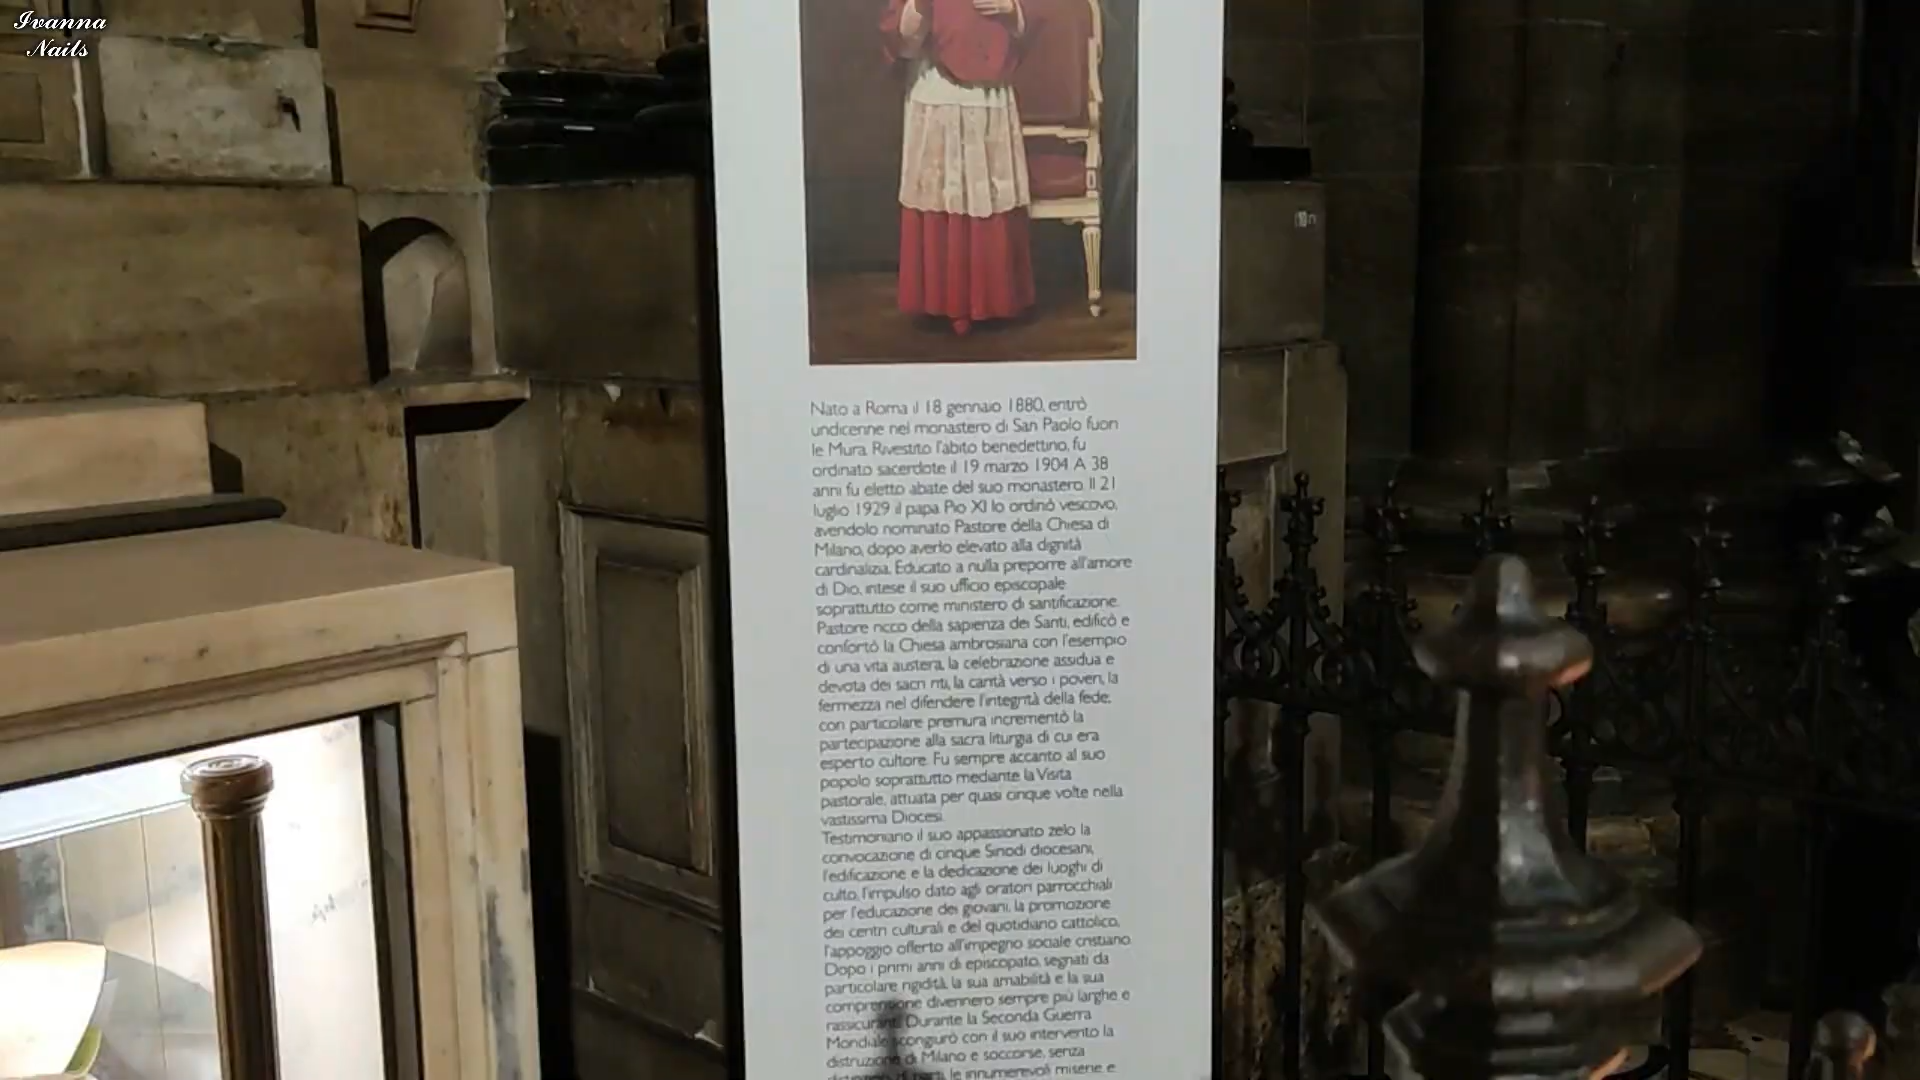 Ivanna
Nails
Nato a Roma il 18 gennaio 1880, entrò
undicenne nel monastero di San Paolo fuori
le Mura. Rivestito l'abito benedettino, fu
ordinato sacerdote il 19 marzo 1904. A 38
anni fu eletto abate del suo monastero. Il 21
luglio 1929 il papa Pio XI lo ordinò vescovo,
avendolo nominato Pastore della Chiesa di
Milano, dopo averlo elevato alla dignità
cardinalizia. Educato a nulla preporre all'amore
di Dio, intese il suo ufficio episcopale
soprattutto come ministero di santificazione.
Pastore ricco della sapienza dei Santi, edificò e
confortò la Chiesa ambrosiana con l'esempio
di una vita austera, la celebrazione assidua e
devota dei sacri riti, la carità verso i poveri, la
fermezza nel difendere l'integrità della fede,
con particolare premura incrementò la
partecipazione alla sacra liturgia di cui era
esperto cultore. Fu sempre accanto al suo
popolo soprattutto mediante la Visita
pastorale, attuata per quasi cinque volte nella
vastissima Diocesi.
Testimoniano il suo appassionato zelo la
convocazione di cinque Sinodi diocesani,
l'edificazione e la dedicazione dei luoghi di
culto, l'impulso dato agli oratori parrocchiali
per l'educazione dei giovani, la promozione
dei centri culturali e del quotidiano cattolico,
l'appoggio offerto all'impegno sociale cristiano.
Dopo i primi anni di episcopato, segnati da
particolare rigidità, la sua amabilità e la sua
comprensione divennero sempre più larghe e
rassicuranti. Durante la Seconda Guerra
Mondiale scongiurò con il suo intervento la
distruzione di Milano e soccorse, senza
le innumerevoli miserie e